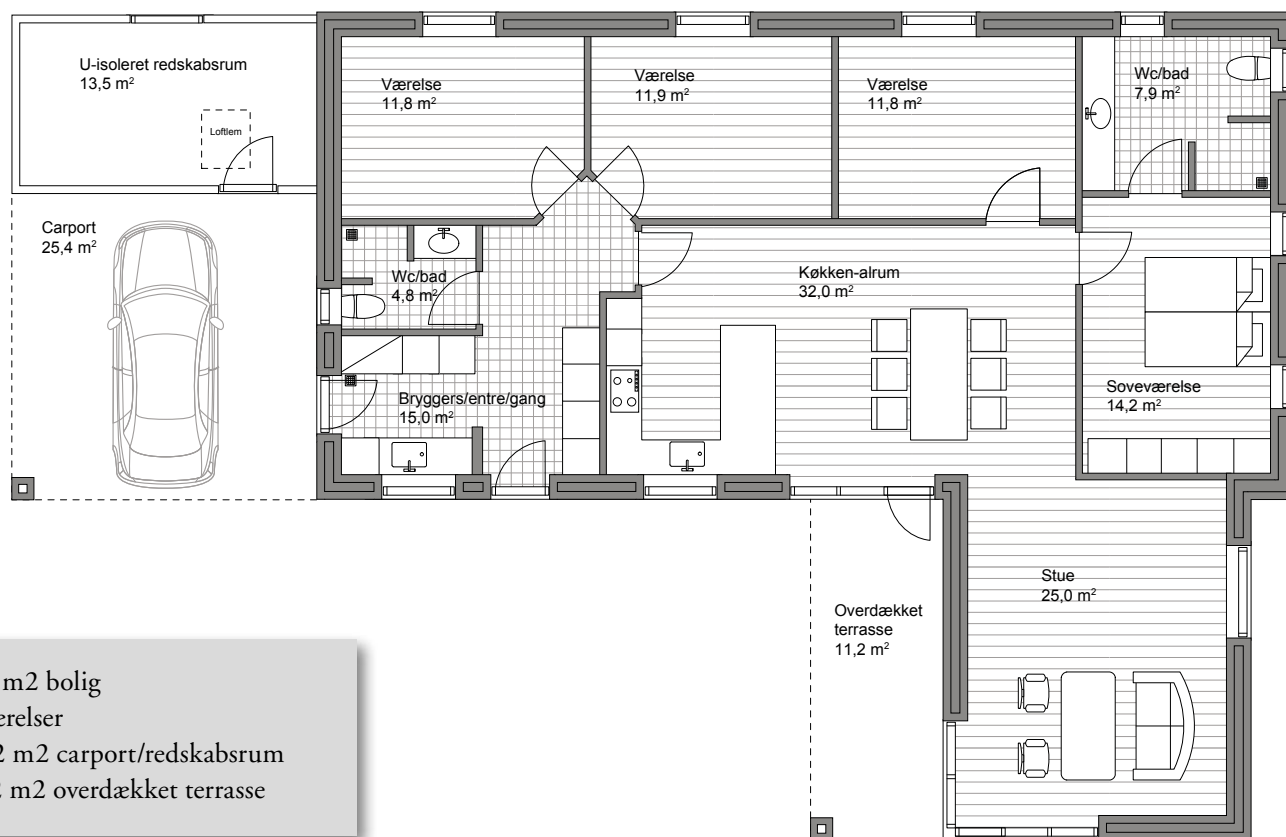 U-isoleret redskabsrum
13,5 m²
Loftlem
Værelse
11,8 m²
Værelse
11,9 m²
Værelse
11,8 m²
Wc/bad
7,9 m²
Carport
25,4 m²
Wc/bad
4,8 m²
Køkken-alrum
32,0 m²
Bryggers/entre/gang
15,0 m²
Soveværelse
14,2 m²
Stue
25,0 m²
Overdækket
terrasse
11,2 m²
m2 bolig
m2 carport/redskabsrum
m2 overdækket terrasse